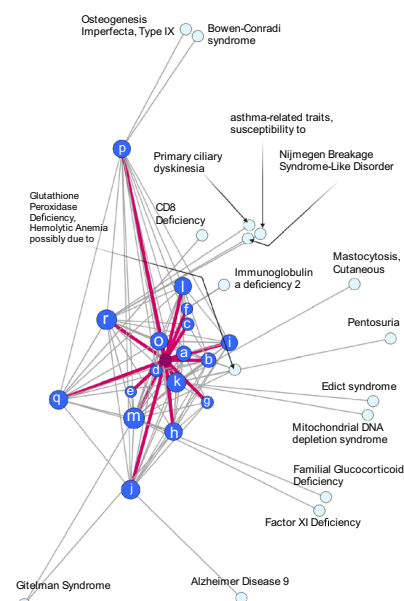 Osteogenesis
Imperfecta, Type IX
Bowen-Conradi
syndrome
asthma-related traits,
susceptibility to
p
Primary ciliary
dyskinesia
Nijmegen Breakage
Syndrome-Like Disorder
Glutathione
Peroxidase
Deficiency,
Hemolytic Anemia
possibly due to
CD8
Deficiency
Mastocytosis,
Cutaneous
Immunoglobulin
a deficiency 2
l
f
r
c
Pentosuria
o
i
a
b
d
k
Edict syndrome
e
q
g
m
Mitochondrial DNA
depletion syndrome
h
Familial Glucocorticoid
Deficiency
j
Factor XI Deficiency
Gitelman Syndrome
Alzheimer Disease 9